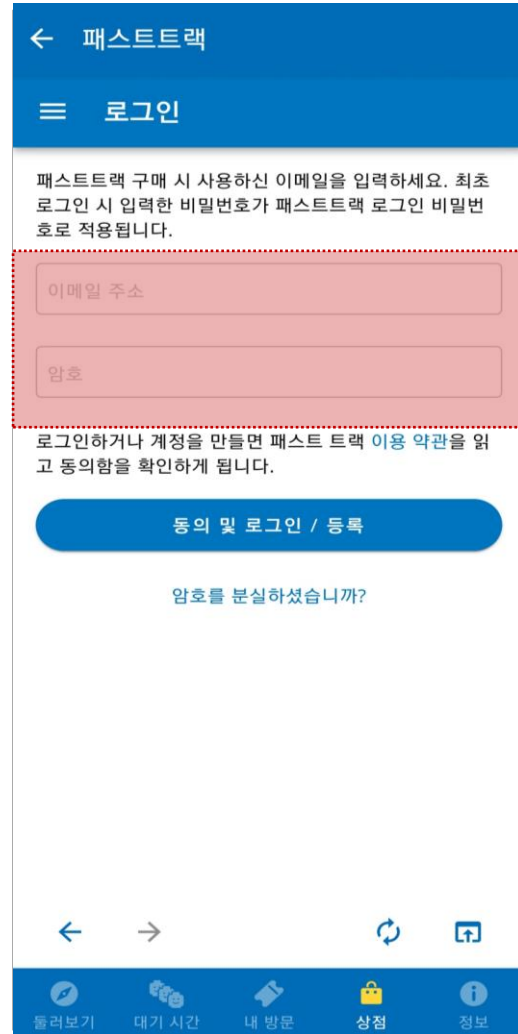 패스트트랙
로그인
패스트트랙 구매 시 사용하신 이메일을 입력하세요. 최초
로그인 시 입력한 비밀번호가 패스트트랙 로그인 비밀번
호로 적용됩니다.
이메일 주소
암호
로그인하거나 계정을 만들면 패스트 트랙 이용 약관을 읽
고 동의함을 확인하게 됩니다.
동의 및 로그인 / 등록
암호를 분실하셨습니까?
둘러보기 대기 시간 내 방문 상점 정보